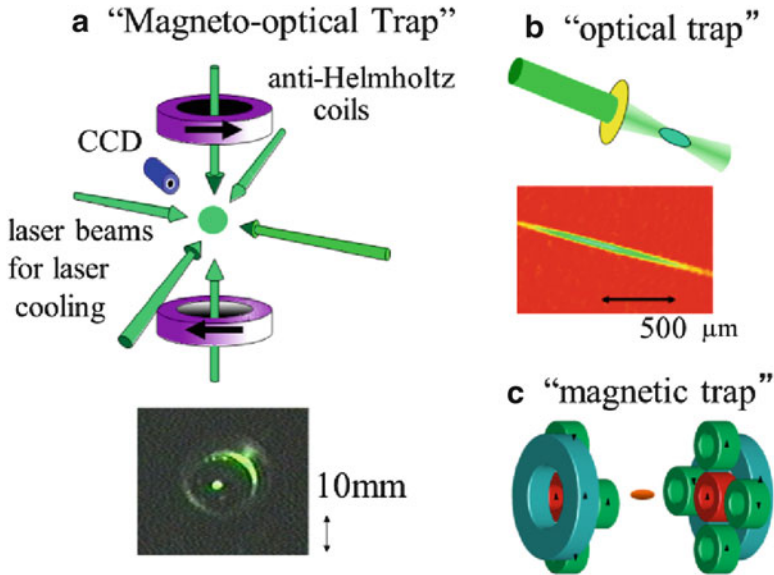 a “Magneto-optical Trap”
anti-Helmholtz
coils
CCD
laser beams
for laser
cooling
10mm
b “optical trap”
500 μm
c “magnetic trap”